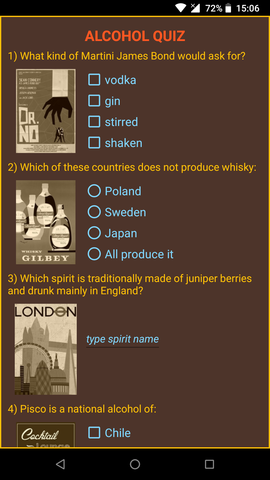 72% 15:06
ALCOHOL QUIZ
1) What kind of Martini James Bond would ask for?
DR.
NO
vodka
gin
stirred
shaken
2) Which of these countries does not produce whisky:
WHISKY
GILBEY
Poland
Sweden
Japan
All produce it
3) Which spirit is traditionally made of juniper berries
and drunk mainly in England?
LONDON
type spirit name
4) Pisco is a national alcohol of:
Cocktail
Chile